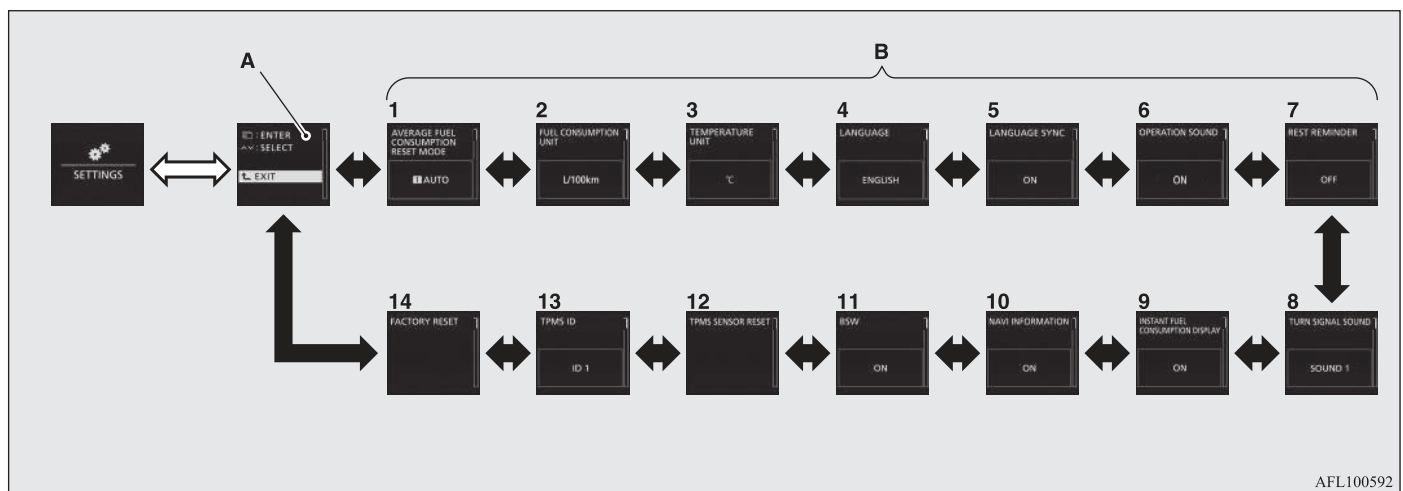 A
B
1
2
3
4
5
6
7
SETTINGS
: ENTER
: SELECT
EXIT
AVERAGE FUEL
CONSUMPTION
RESET MODE
AUTO
FUEL CONSUMPTION
UNIT
L/100km
TEMPERATURE
UNIT
℃
LANGUAGE
ENGLISH
LANGUAGE SYNC
ON
OPERATION SOUND
ON
REST REMINDER
OFF
14
13
12
11
10
9
8
FACTORY RESET
TPMS ID
ID 1
TPMS SENSOR RESET
BSW
ON
NAVI INFORMATION
ON
INSTANT FUEL
CONSUMPTION DISPLAY
ON
TURN SIGNAL SOUND
SOUND 1
AFL100592